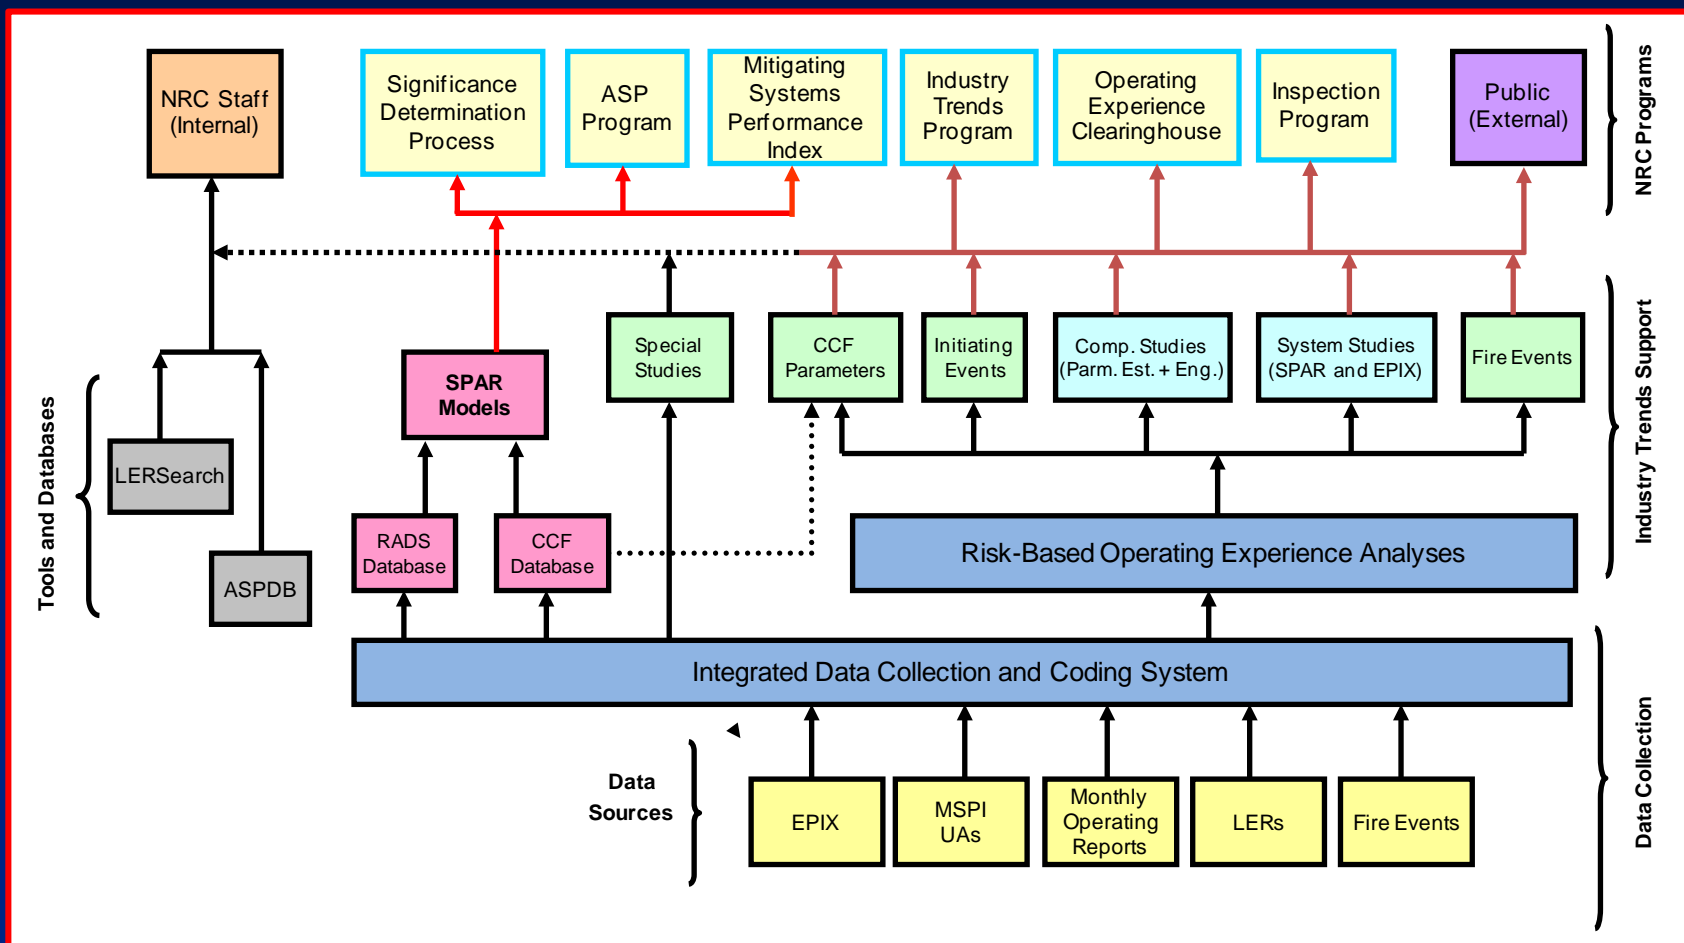 NRC Staff
(Internal)
Significance
Determination
Process
ASP
Program
Mitigating
Systems
Performance
Index
Industry
Trends
Program
Operating
Experience
Clearinghouse
Inspection
Program
Public
(External)
NRC Programs
Special
Studies
CCF
Parameters
Initiating
Events
Comp. Studies
(Parm. Est. + Eng.)
System Studies
(SPAR and EPIX)
Fire Events
Industry Trends Support
SPAR
Models
Tools and Databases
LERSearch
ASPDB
RADS
Database
CCF
Database
Risk-Based Operating Experience Analyses
Integrated Data Collection and Coding System
Data
Sources
EPIX
MSPI
UAs
Monthly
Operating
Reports
LERs
Fire Events
Data Collection